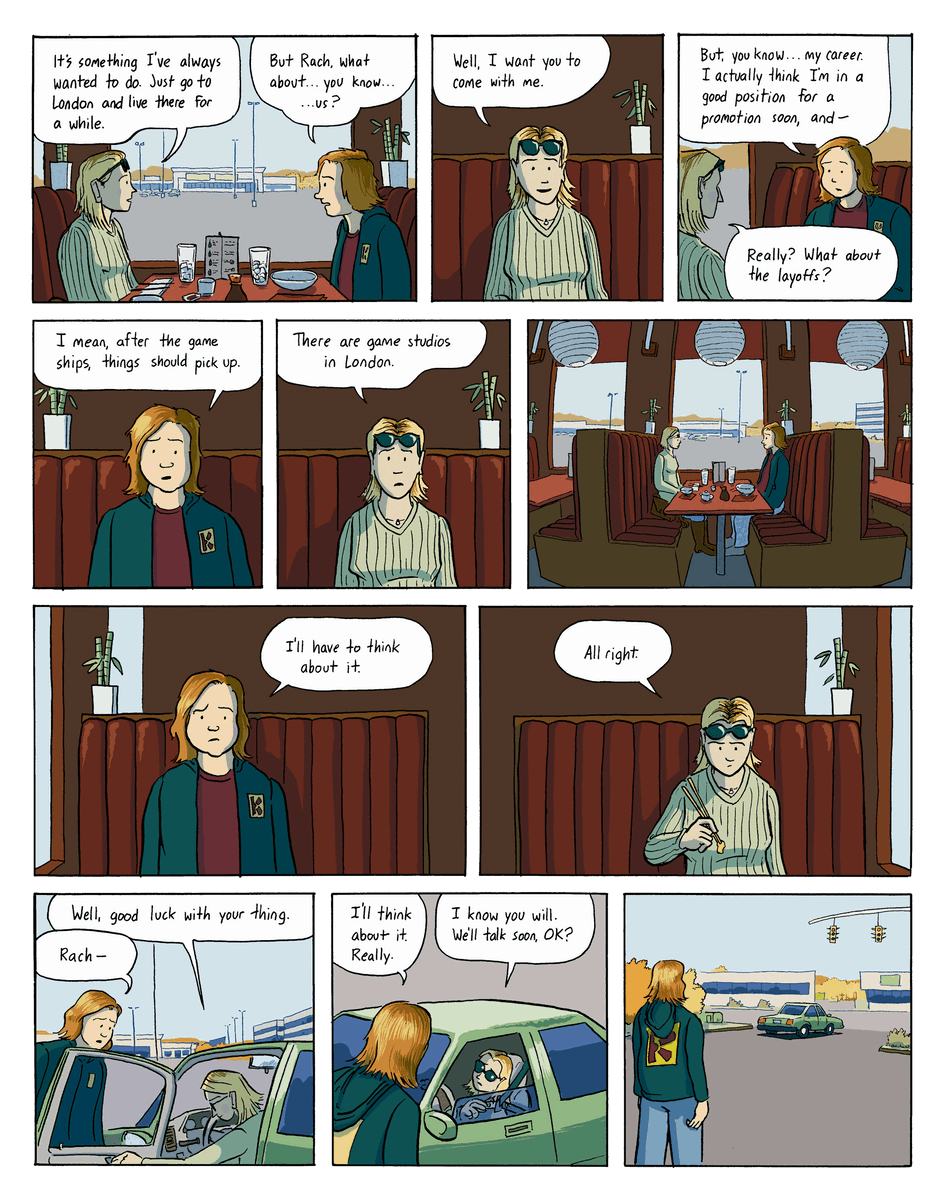 It's something I've always
wanted to do. Just go to
London and live there for
a while.
But Rach, what
about... you know...
...us?
Well, I want you to
come with me.
But, you know... my career.
I actually think I'm in a
good position for a
promotion soon, and—
Really? What about
the layoffs?
I mean, after the game
ships, things should pick up.
K
There are game studios
in London.
I'll have to think
about it.
K
All right.
Well, good luck with your thing.
Rach—
I'll think
about it.
Really.
I know you will.
We'll talk soon, OK?
K